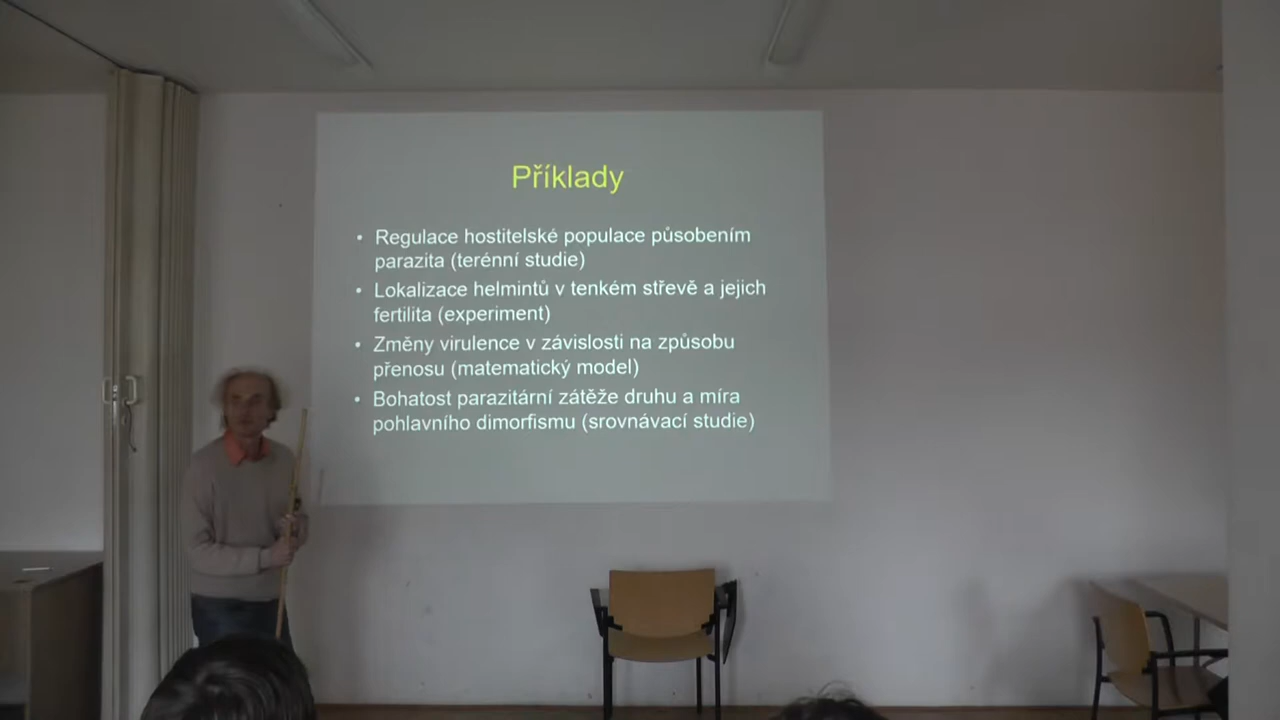 Příklady
• Regulace hostitelské populace působením
parazita (terénní studie)
• Lokalizace helmintů v tenkém střevě a jejich
fertilita (experiment)
• Změny virulence v závislosti na způsobu
přenosu (matematický model)
• Bohatost parazitární zátěže druhu a míra
pohlavního dimorfismu (srovnávací studie)